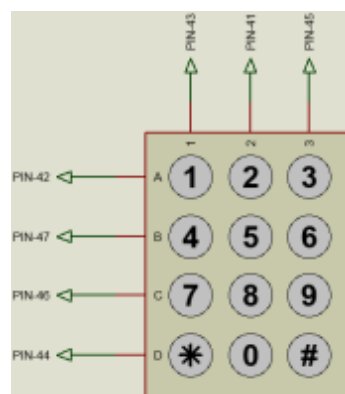 PIN-43 PIN-41 PIN-45
1 2 3
PIN-42 A 1 2 3
PIN-47 B 4 5 6
PIN-46 C 7 8 9
PIN-44 D * 0 #